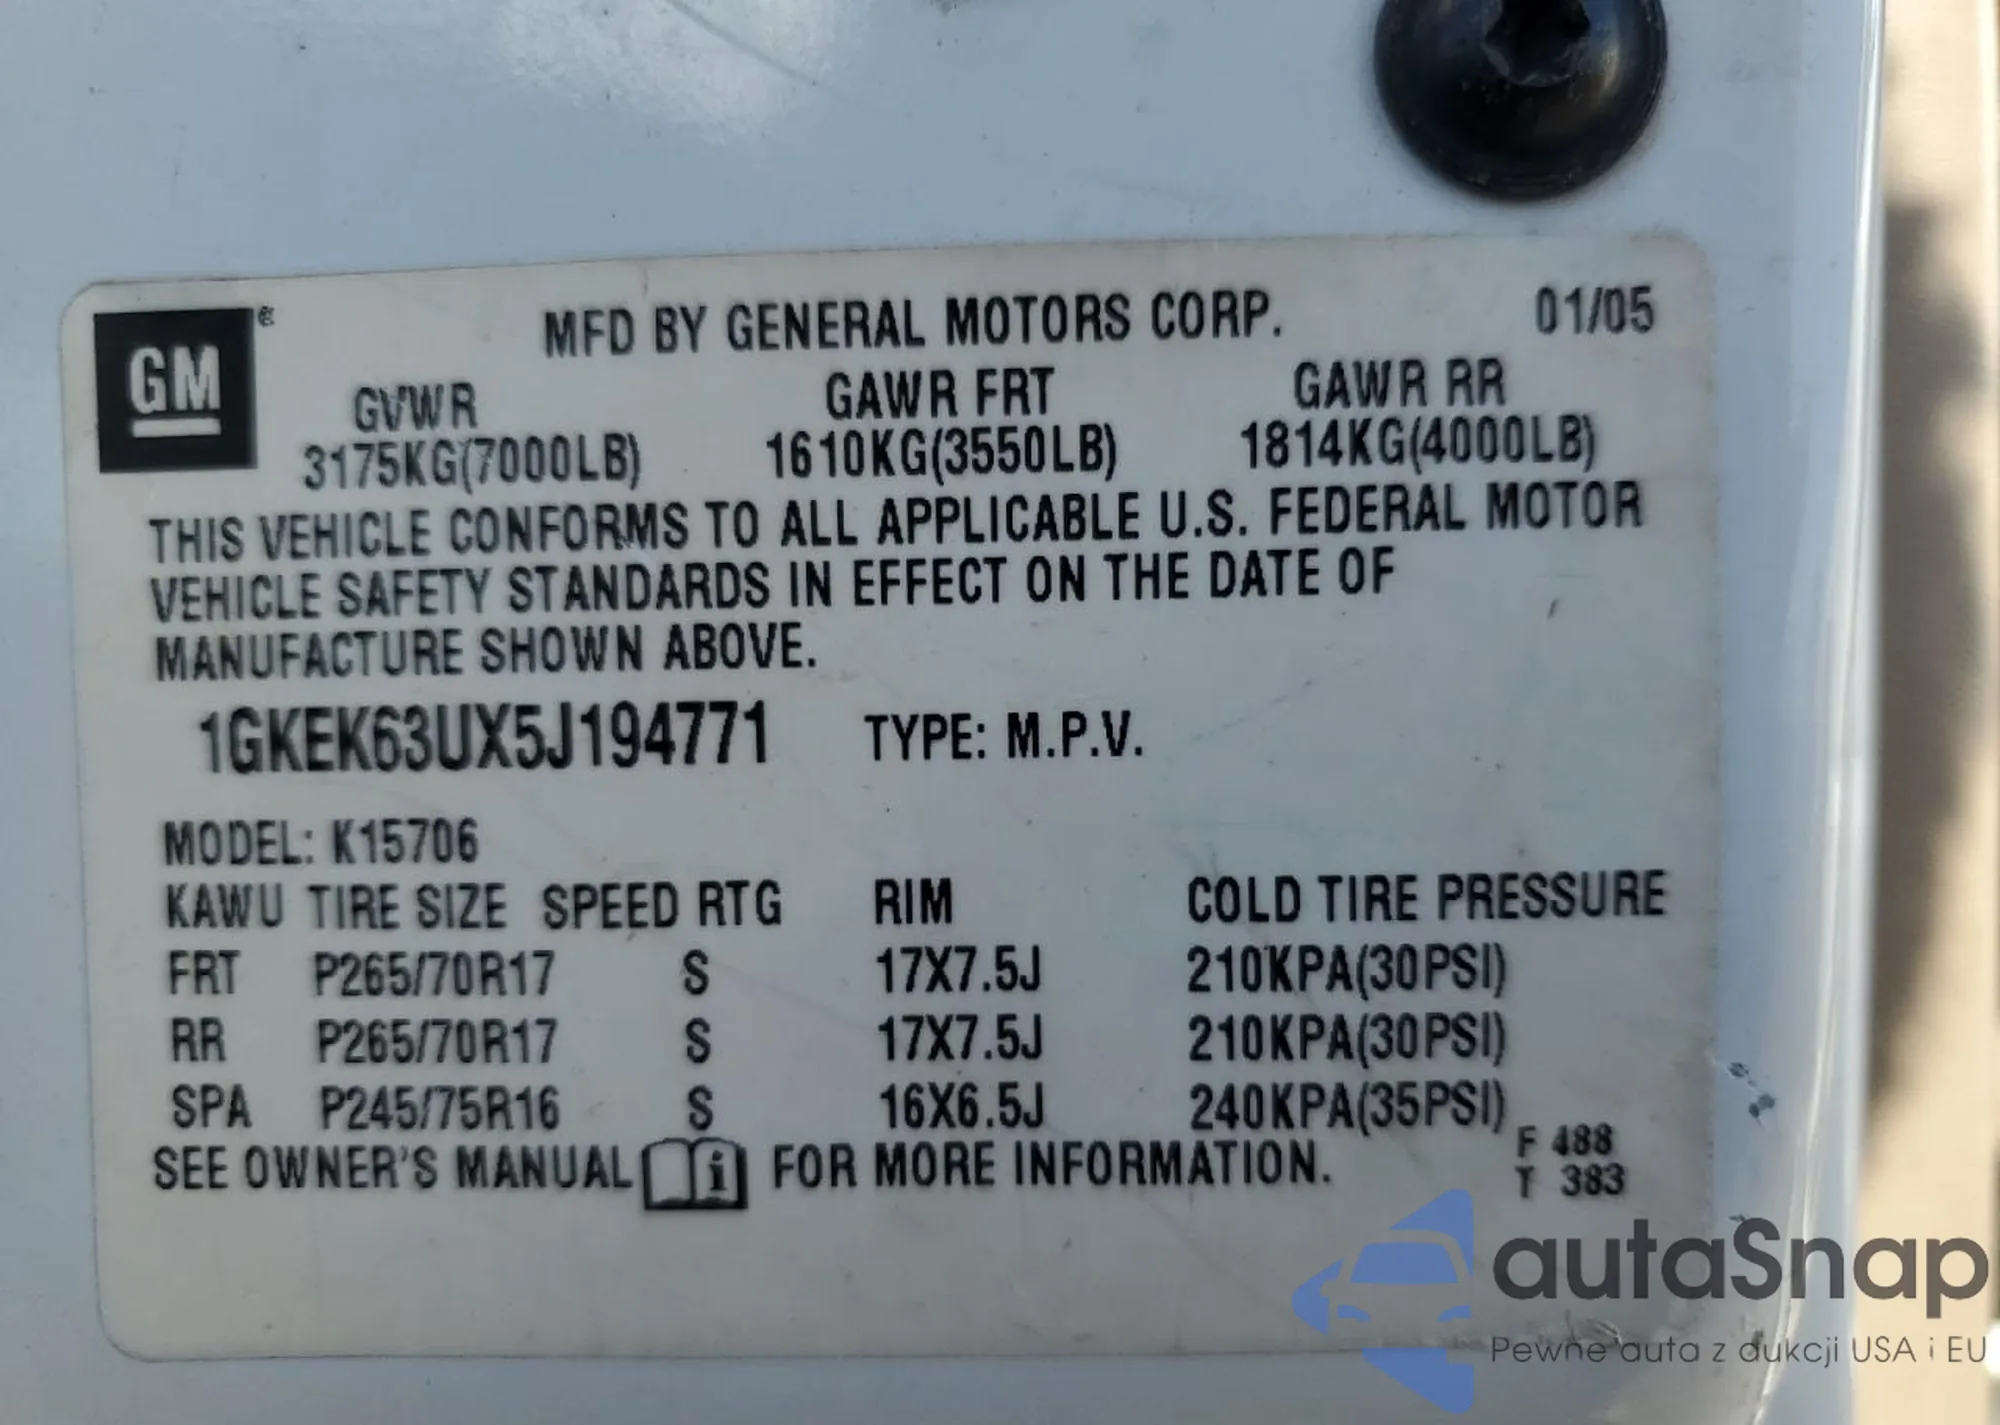 GM
MFD BY GENERAL MOTORS CORP. 01/05
GVWR GAWR FRT GAWR RR
3175KG(7000LB) 1610KG(3550LB) 1814KG(4000LB)
THIS VEHICLE CONFORMS TO ALL APPLICABLE U.S. FEDERAL MOTOR
VEHICLE SAFETY STANDARDS IN EFFECT ON THE DATE OF
MANUFACTURE SHOWN ABOVE.
1GKEK63UX5J194771 TYPE: M.P.V.
MODEL: K15706
KAWU TIRE SIZE SPEED RTG RIM COLD TIRE PRESSURE
FRT P265/70R17 S 17X7.5J 210KPA(30PSI)
RR P265/70R17 S 17X7.5J 210KPA(30PSI)
SPA P245/75R16 S 16X6.5J 240KPA(35PSI)
SEE OWNER'S MANUAL i FOR MORE INFORMATION.
F 488
T 383
autaSnap
Pewne auta z dukcji USA i EU